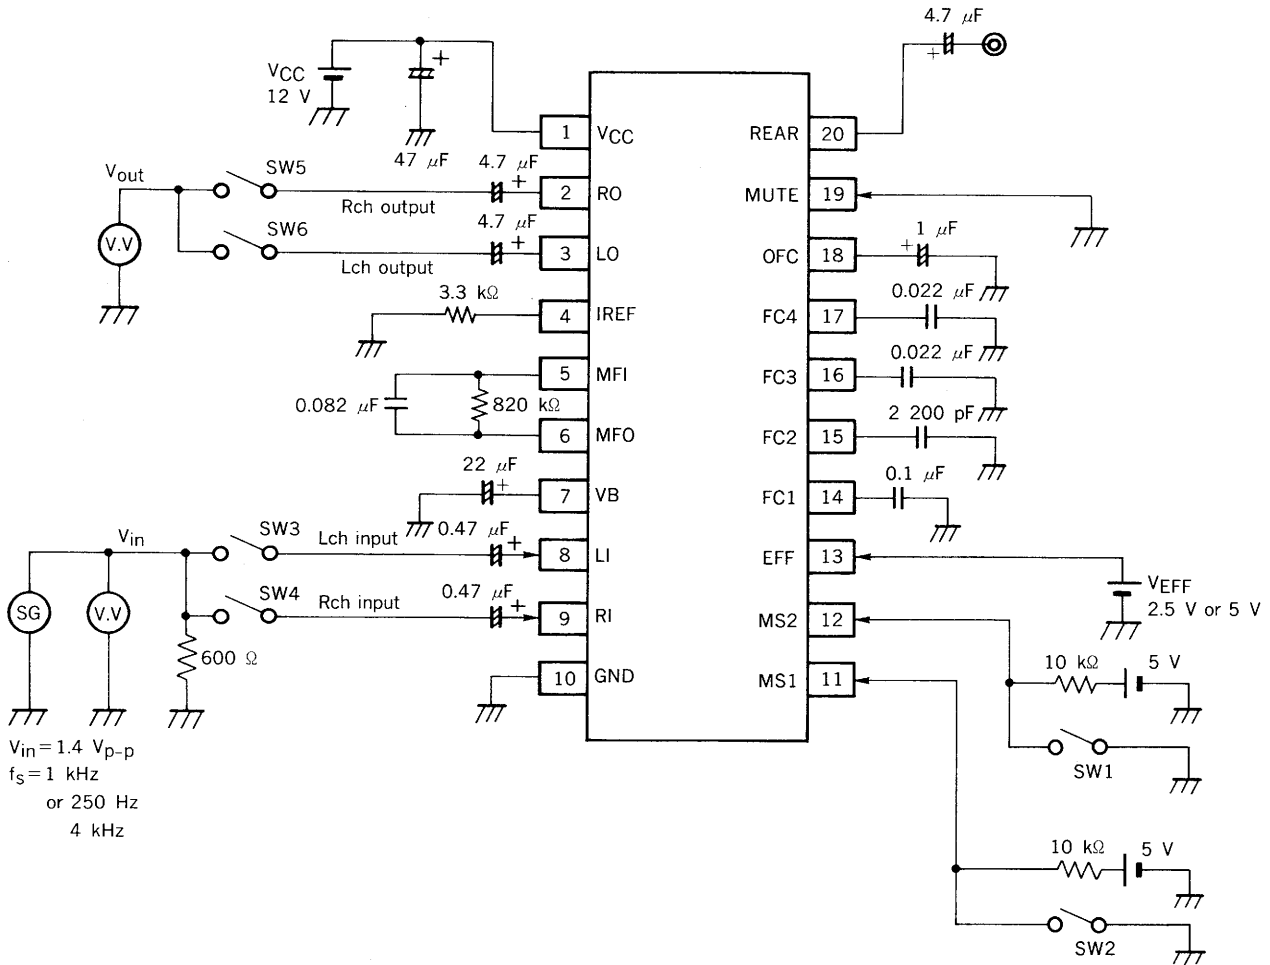 4.7 μF
+
VCC
12 V
+
47 μF
1 VCC
REAR 20
Vout
SW5
Rch output
4.7 μF
+
2 RO
MUTE 19
V.V
SW6
Lch output
4.7 μF
+
3 LO
OFC 18
+
1 μF
3.3 kΩ
4 IREF
FC4 17
0.022 μF
5 MFI
FC3 16
0.022 μF
0.082 μF
820 kΩ
6 MFO
FC2 15
2 200 pF
22 μF
+
7 VB
FC1 14
0.1 μF
Vin
SW3
Lch input
0.47 μF
+
8 LI
EFF 13
VEFF
2.5 V or 5 V
SG
V.V
SW4
Rch input
0.47 μF
+
9 RI
MS2 12
600 Ω
10 GND
MS1 11
10 kΩ
5 V
SW1
Vin=1.4 Vp-p
fs=1 kHz
or 250 Hz
4 kHz
10 kΩ
5 V
SW2